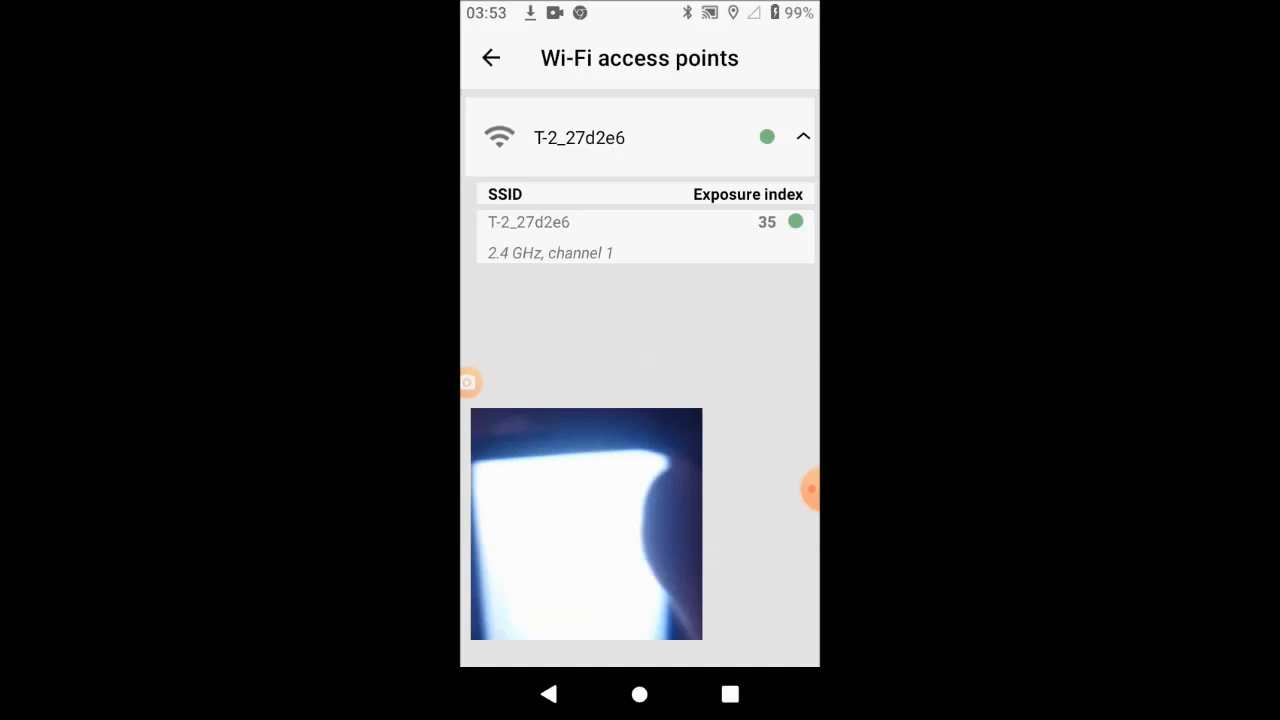 03:53 99%
Wi-Fi access points
T-2_27d2e6
SSID Exposure index
T-2_27d2e6 35
2.4 GHz, channel 1